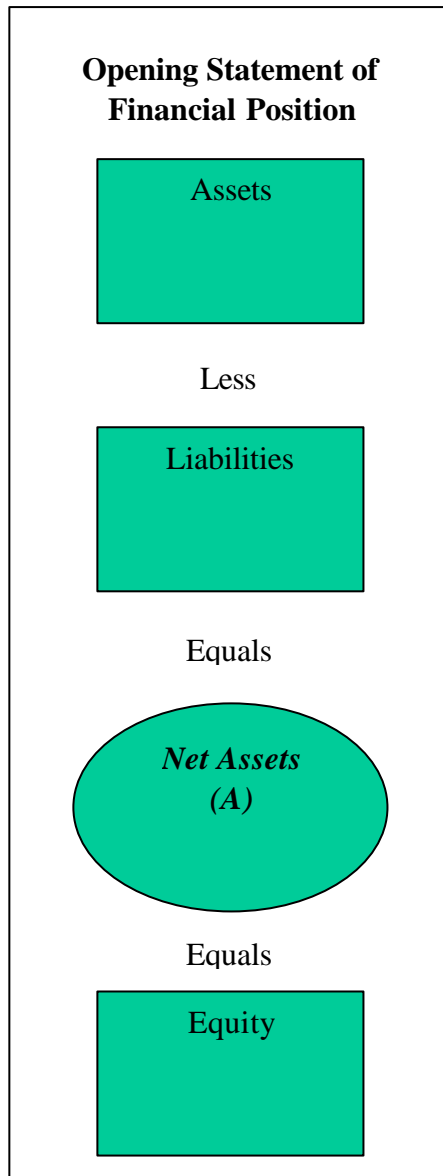 Opening Statement of
Financial Position
Assets
Less
Liabilities
Equals
Net Assets
(A)
Equals
Equity